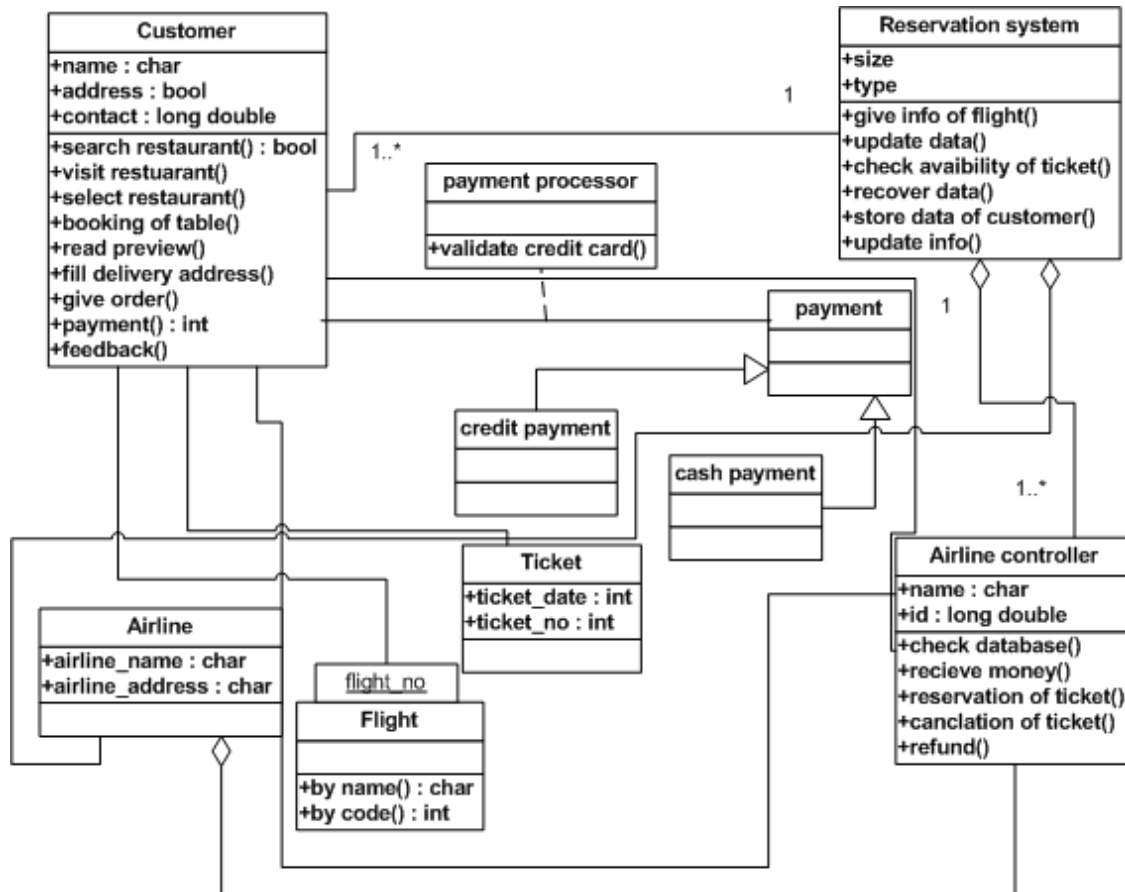 Customer
+name : char
+address : bool
+contact : long double
+search restaurant() : bool
+visit restuarant()
+select restaurant()
+booking of table()
+read preview()
+fill delivery address()
+give order()
+payment() : int
+feedback()
Reservation system
+size
+type
+give info of flight()
+update data()
+check avaibility of ticket()
+recover data()
+store data of customer()
+update info()
1
1..*
payment processor
+validate credit card()
1
payment
credit payment
cash payment
1..*
Ticket
+ticket_date : int
+ticket_no : int
Airline controller
+name : char
+id : long double
+check database()
+recieve money()
+reservation of ticket()
+canclation of ticket()
+refund()
Airline
+airline_name : char
+airline_address : char
flight_no
Flight
+by name() : char
+by code() : int